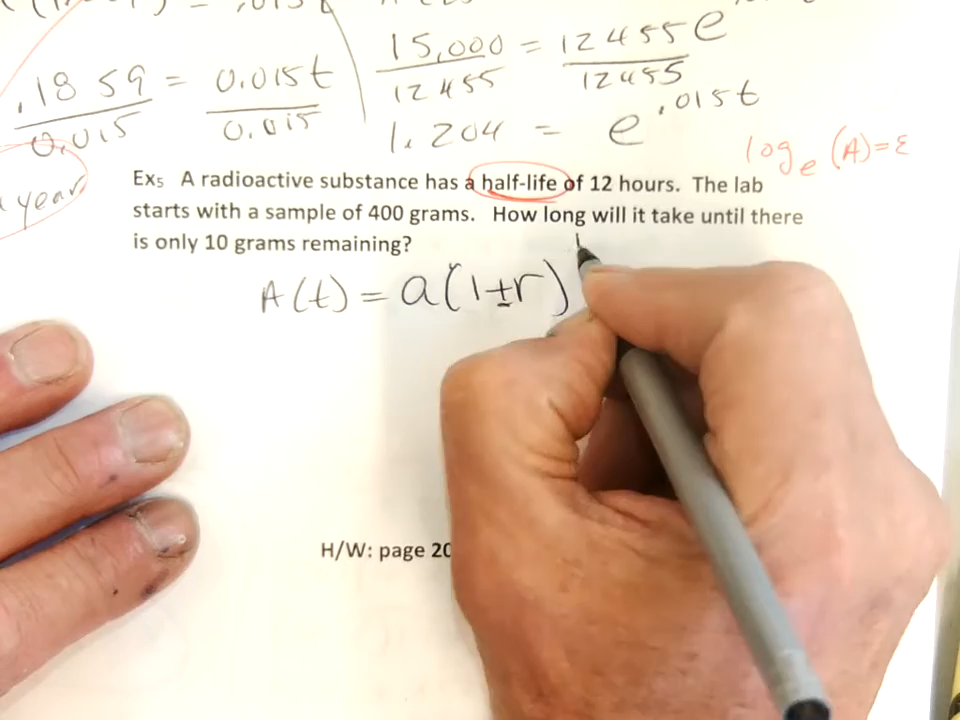 15,000 = 12455e
12455 12455
.1859 = 0.015t
0.015 0.015
1.204 = e^.015t
log_e (A)=E
year
Ex5 A radioactive substance has a half-life of 12 hours. The lab
starts with a sample of 400 grams. How long will it take until there
is only 10 grams remaining?
A(t) = a(1±r)
H/W: page 20